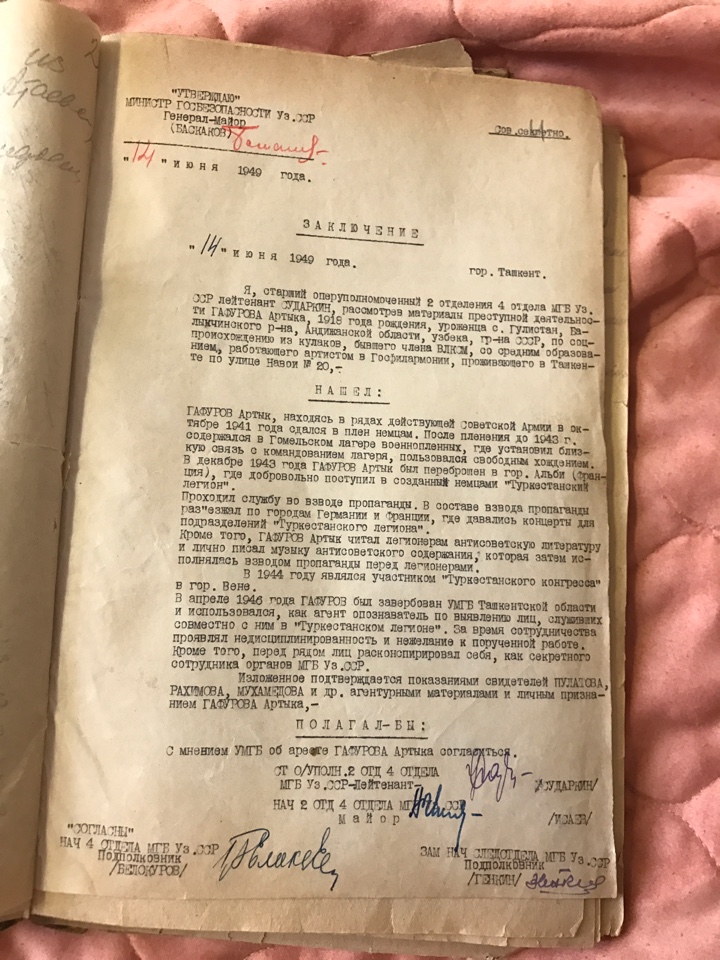 "УТВЕРЖДАЮ"
МИНИСТР ГОСБЕЗОПАСНОСТИ Уз.ССР
Генерал-Майор
(БАСКАКОВ)
"14" июня 1949 года.
Сов.секретно.
ЗАКЛЮЧЕНИЕ
"14" июня 1949 года.
гор. Ташкент.
Я, старший оперуполномоченный 2 отделения 4 отдела МГБ Уз.
ССР лейтенант СУДАРКИН, рассмотрев материалы преступной деятельнос-
ти ГАФУРОВА Артыка, 1918 года рождения, уроженца с. Гулистан, Ба-
лыкчинского р-на, Андижанской области, узбека, гр-на СССР, по соц-
происхождению из кулаков, бывшего члена ВЛКСМ, со средним образова-
нием, работающего артистом в Госфилармонии, проживающего в Ташкен-
те по улице Навои № 20,-
НАШЕЛ:
ГАФУРОВ Артык, находясь в рядах действующей Советской Армии в ок-
тябре 1941 года сдался в плен немцам. После пленения до 1943 г.
содержался в Гомельском лагере военнопленных, где установил близ-
кую связь с командованием лагеря, пользовался свободным хождением.
В декабре 1943 года ГАФУРОВ Артык был переброшен в гор. Альби (Фран-
ция), где добровольно поступил в созданный немцами "Туркестанский
легион".
Проходил службу во взводе пропаганды. В составе взвода пропаганды
раз"езжал по городам Германии и Франции, где давались концерты для
подразделений "Туркестанского легиона".
Кроме того, ГАФУРОВ Артык читал легионерам антисоветскую литературу
и лично писал музыку антисоветского содержания, которая затем ис-
полнялась взводом пропаганды перед легионерами.
В 1944 году являлся участником "Туркестанского конгресса"
в гор. Вене.
В апреле 1946 года ГАФУРОВ был завербован УМГБ Ташкентской области
и использовался, как агент опознаватель по выявлению лиц, служивших
совместно с ним в "Туркестанском легионе". За время сотрудничества
проявлял недисциплинированность и нежелание к порученной работе.
Кроме того, перед рядом лиц расконспирировал себя, как секретного
сотрудника органов МГБ Уз.ССР.
Изложенное подтверждается показаниями свидетелей ПУЛАТОВА,
РАХИМОВА, МУХАМЕДОВА и др. агентурными материалами и личным призна-
нием ГАФУРОВА Артыка,-
ПОЛАГАЛ-БЫ:
С мнением УМГБ об аресте ГАФУРОВА Артыка согласиться.
СТ О/УПОЛН.2 ОТД 4 ОТДЕЛА
МГБ Уз.ССР-Лейтенант- /СУДАРКИН/
НАЧ 2 ОТД 4 ОТДЕЛА МГБ Уз.ССР
майор /ИСАЕВ/
"СОГЛАСНЫ"
НАЧ 4 ОТДЕЛА МГБ Уз.ССР
Подполковник
/БЕЛОКУРОВ/
ЗАМ НАЧ СЛЕДОТДЕЛА МГБ Уз.ССР
Подполковник
/ГЕНКИН/